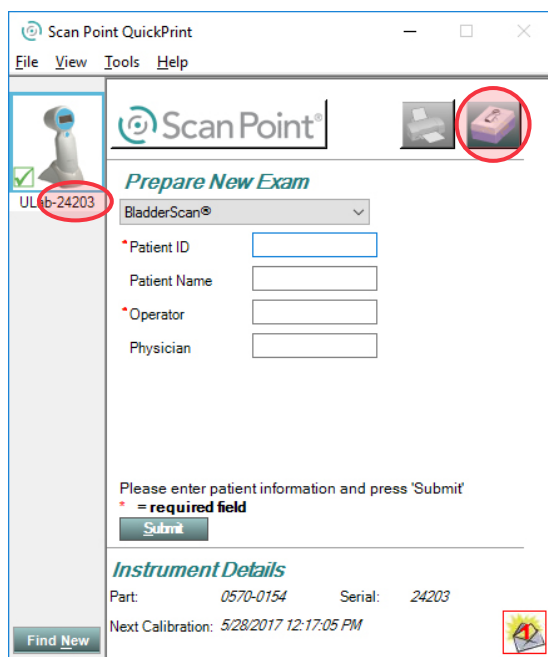 Scan Point QuickPrint
File View Tools Help
Scan Point®
ULab-24203
Prepare New Exam
BladderScan®
*Patient ID
Patient Name
*Operator
Physician
Please enter patient information and press 'Submit'
* = required field
Submit
Instrument Details
Part: 0570-0154 Serial: 24203
Next Calibration: 5/28/2017 12:17:05 PM
Find New